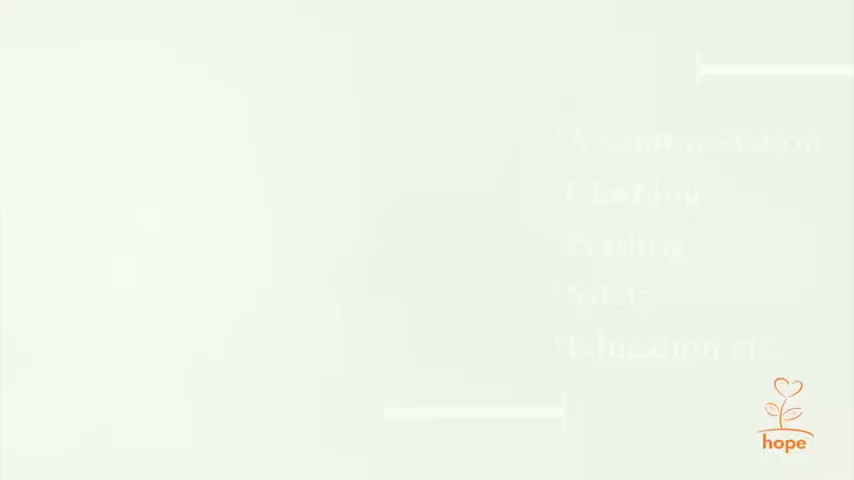 *Accommodation
*Clothing
*Feeding
*Safety
*Education etc.
hope